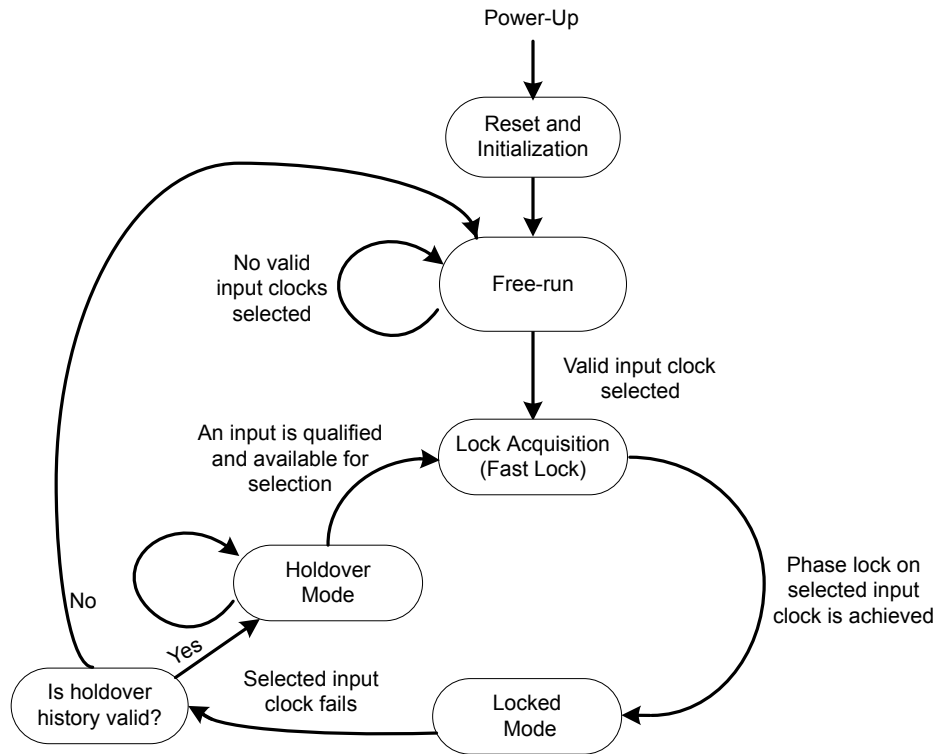 Power-Up
Reset and
Initialization
No valid
input clocks
selected
Free-run
Valid input clock
selected
An input is qualified
and available for
selection
Lock Acquisition
(Fast Lock)
Holdover
Mode
Phase lock on
selected input
clock is achieved
No
Yes
Is holdover
history valid?
Selected input
clock fails
Locked
Mode